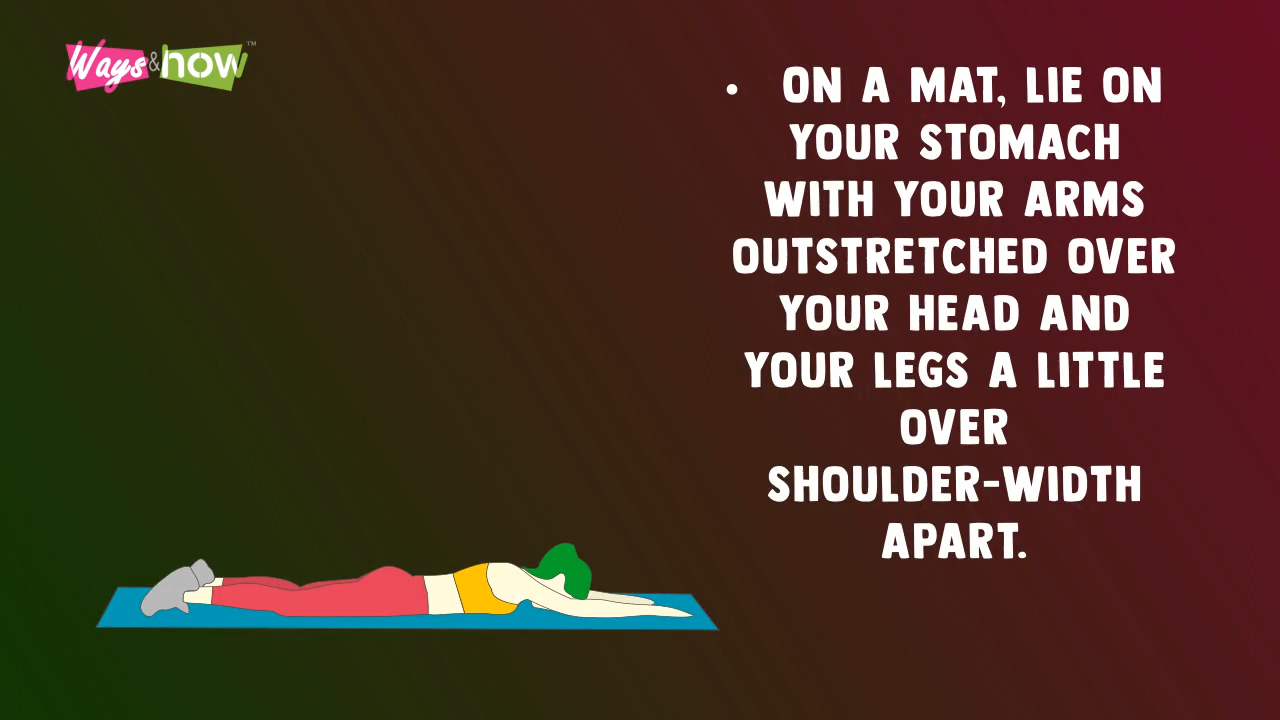 Ways&how™
• ON A MAT, LIE ON
YOUR STOMACH
WITH YOUR ARMS
OUTSTRETCHED OVER
YOUR HEAD AND
YOUR LEGS A LITTLE
OVER
SHOULDER-WIDTH
APART.